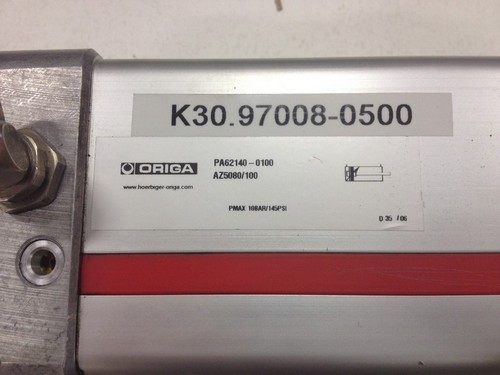 K30.97008-0500
ORIGA
PA62140-0100
AZ5080/100
www.hoerbiger-origa.com
PMAX 10BAR/145PSI
D 35 /06